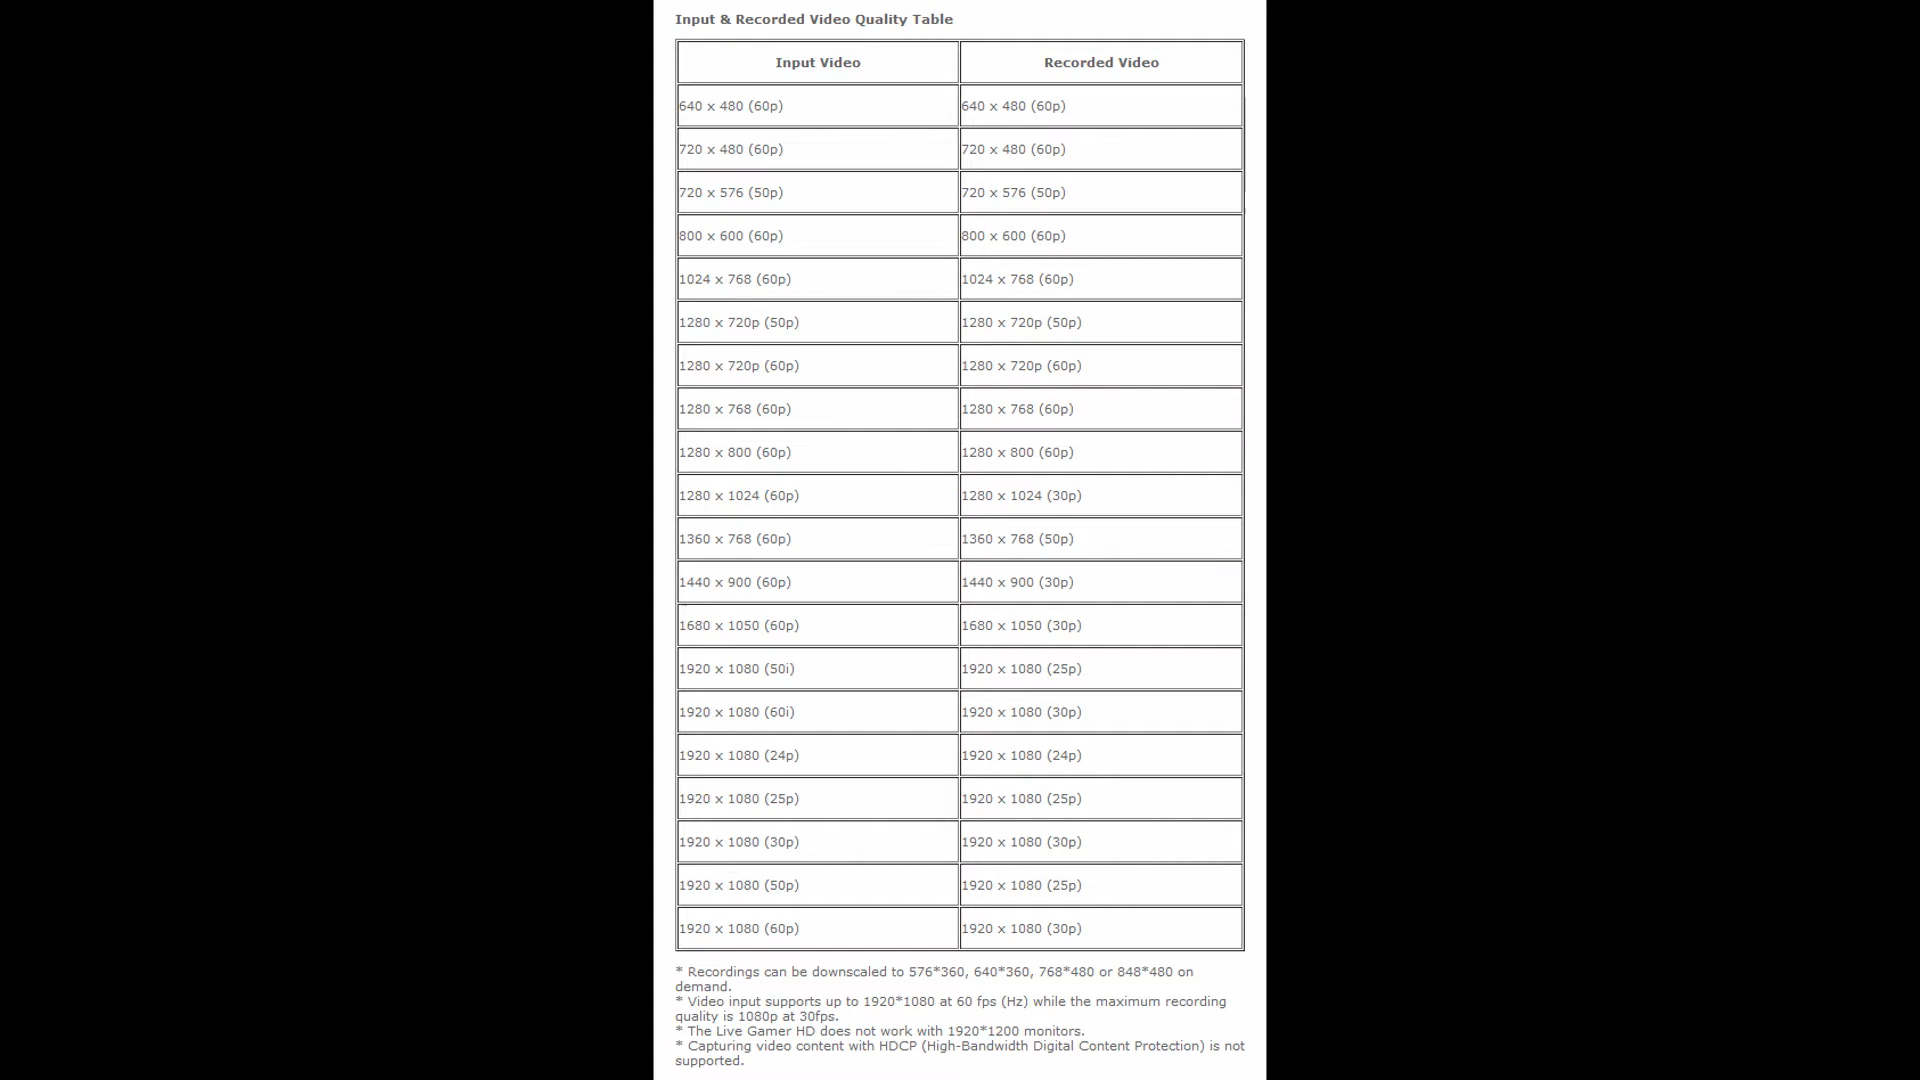 Input & Recorded Video Quality Table
Input Video Recorded Video
640 x 480 (60p) 640 x 480 (60p)
720 x 480 (60p) 720 x 480 (60p)
720 x 576 (50p) 720 x 576 (50p)
800 x 600 (60p) 800 x 600 (60p)
1024 x 768 (60p) 1024 x 768 (60p)
1280 x 720p (50p) 1280 x 720p (50p)
1280 x 720p (60p) 1280 x 720p (60p)
1280 x 768 (60p) 1280 x 768 (60p)
1280 x 800 (60p) 1280 x 800 (60p)
1280 x 1024 (60p) 1280 x 1024 (30p)
1360 x 768 (60p) 1360 x 768 (50p)
1440 x 900 (60p) 1440 x 900 (30p)
1680 x 1050 (60p) 1680 x 1050 (30p)
1920 x 1080 (50i) 1920 x 1080 (25p)
1920 x 1080 (60i) 1920 x 1080 (30p)
1920 x 1080 (24p) 1920 x 1080 (24p)
1920 x 1080 (25p) 1920 x 1080 (25p)
1920 x 1080 (30p) 1920 x 1080 (30p)
1920 x 1080 (50p) 1920 x 1080 (25p)
1920 x 1080 (60p) 1920 x 1080 (30p)
* Recordings can be downscaled to 576*360, 640*360, 768*480 or 848*480 on
demand.
* Video input supports up to 1920*1080 at 60 fps (Hz) while the maximum recording
quality is 1080p at 30fps.
* The Live Gamer HD does not work with 1920*1200 monitors.
* Capturing video content with HDCP (High-Bandwidth Digital Content Protection) is not
supported.